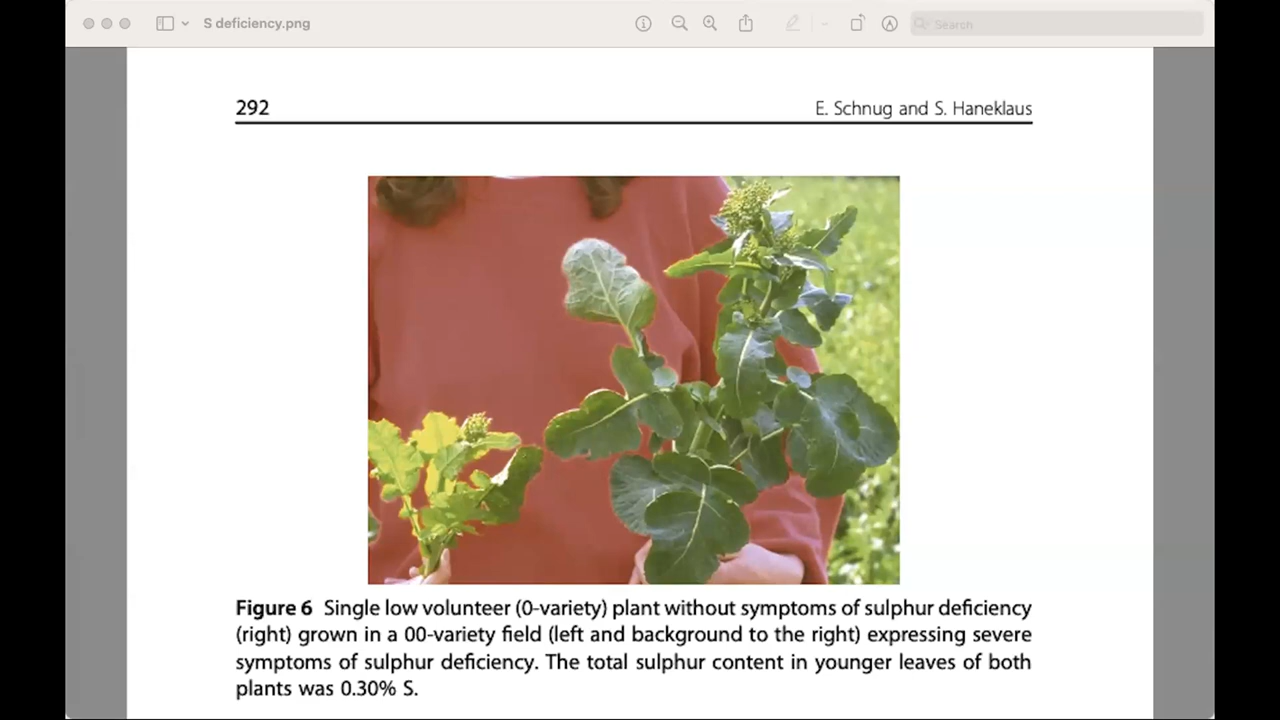 S deficiency.png
Search
292
E. Schnug and S. Haneklaus
Figure 6 Single low volunteer (0-variety) plant without symptoms of sulphur deficiency
(right) grown in a 00-variety field (left and background to the right) expressing severe
symptoms of sulphur deficiency. The total sulphur content in younger leaves of both
plants was 0.30% S.